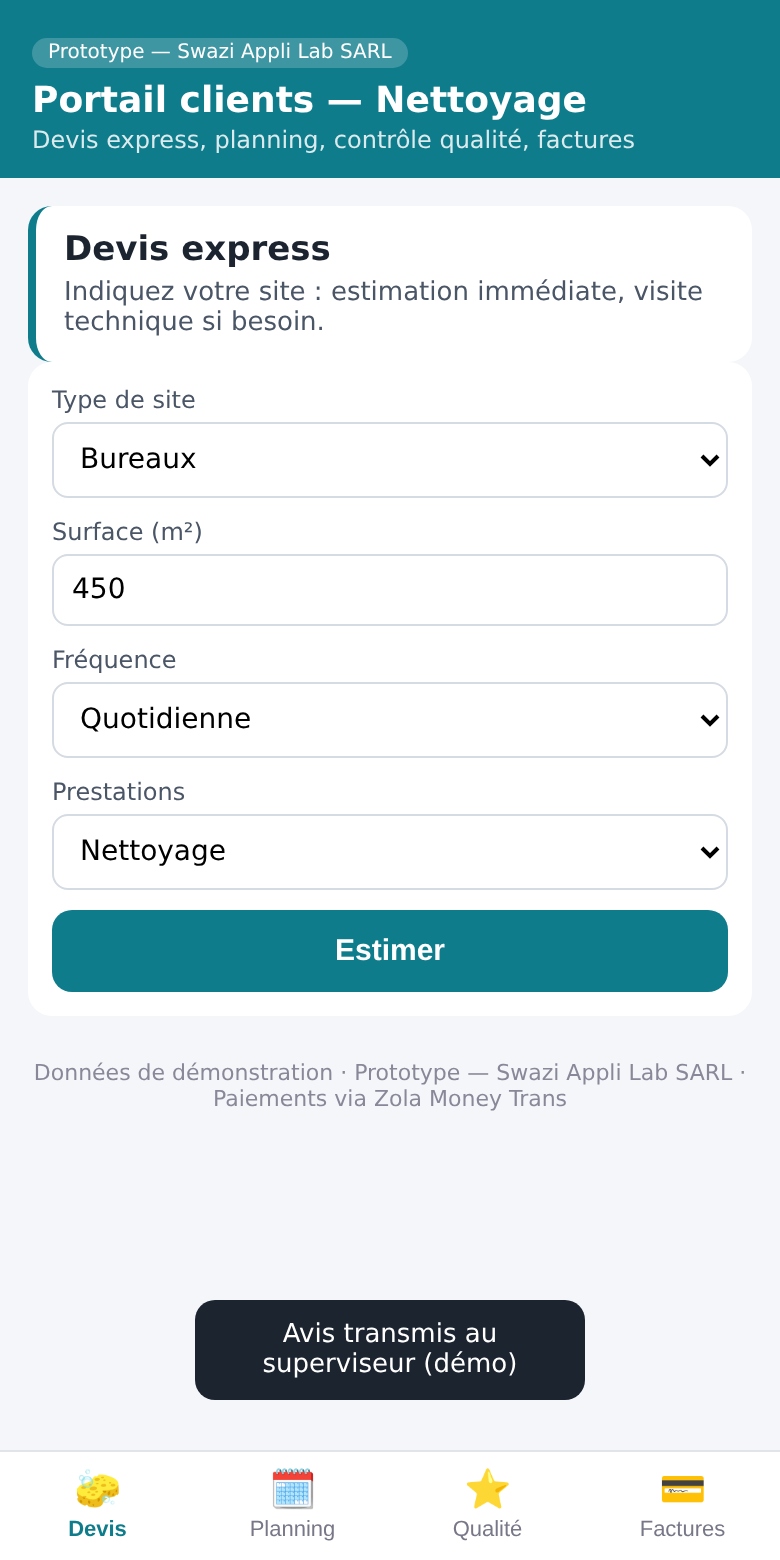 Prototype — Swazi Appli Lab SARL
Portail clients — Nettoyage
Devis express, planning, contrôle qualité, factures
Devis express
Indiquez votre site : estimation immédiate, visite
technique si besoin.
Type de site
Bureaux
Surface (m²)
450
Fréquence
Quotidienne
Prestations
Nettoyage
Estimer
Données de démonstration · Prototype — Swazi Appli Lab SARL ·
Paiements via Zola Money Trans
Avis transmis au
superviseur (démo)
Devis
Planning
Qualité
Factures